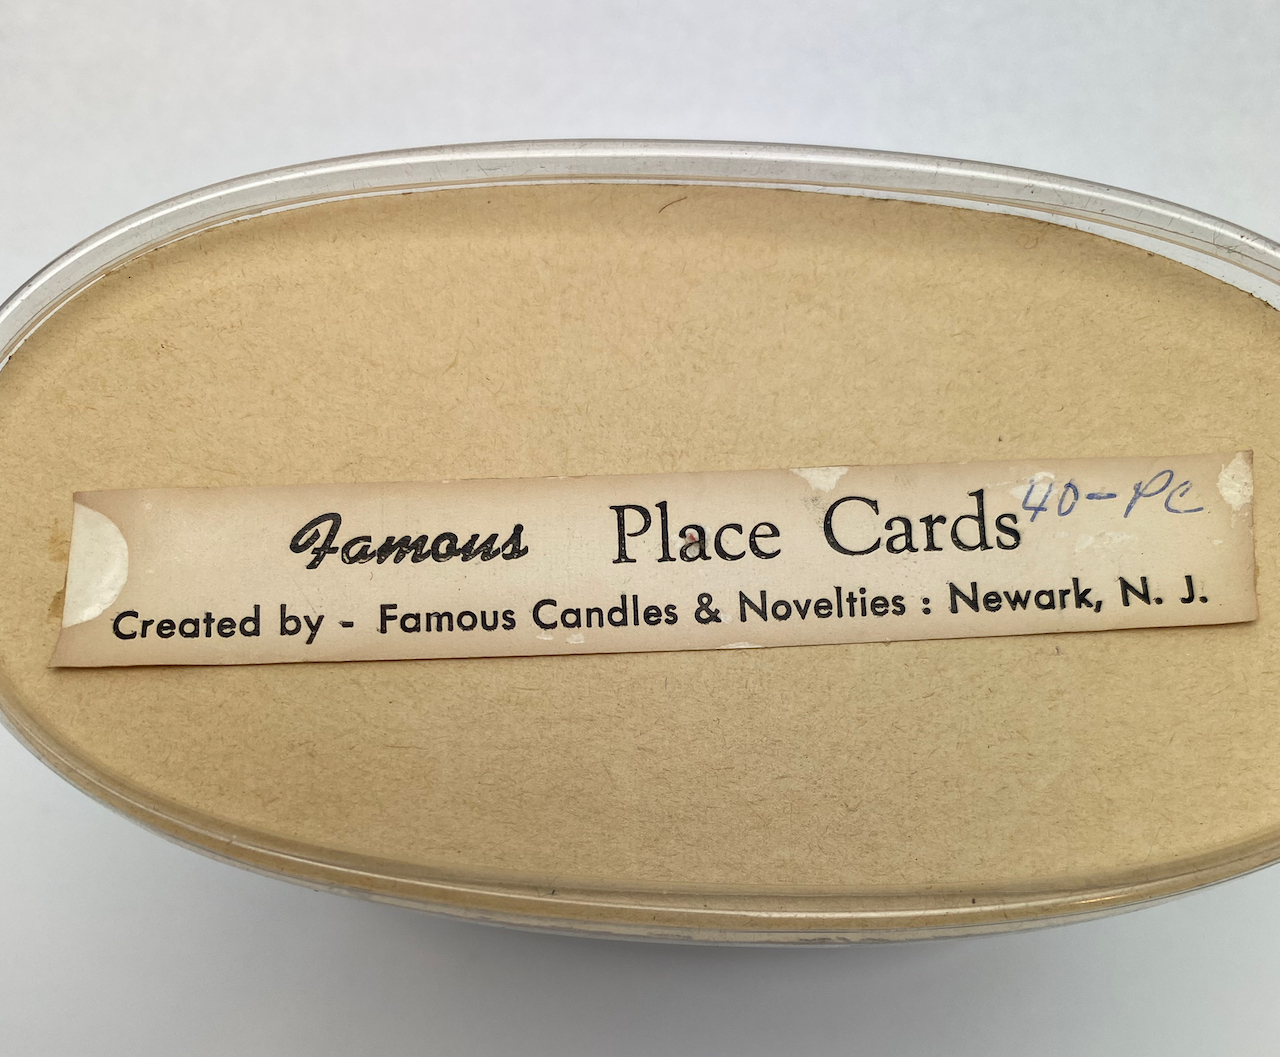 Famous Place Cards 40-PC
Created by - Famous Candles & Novelties : Newark, N. J.